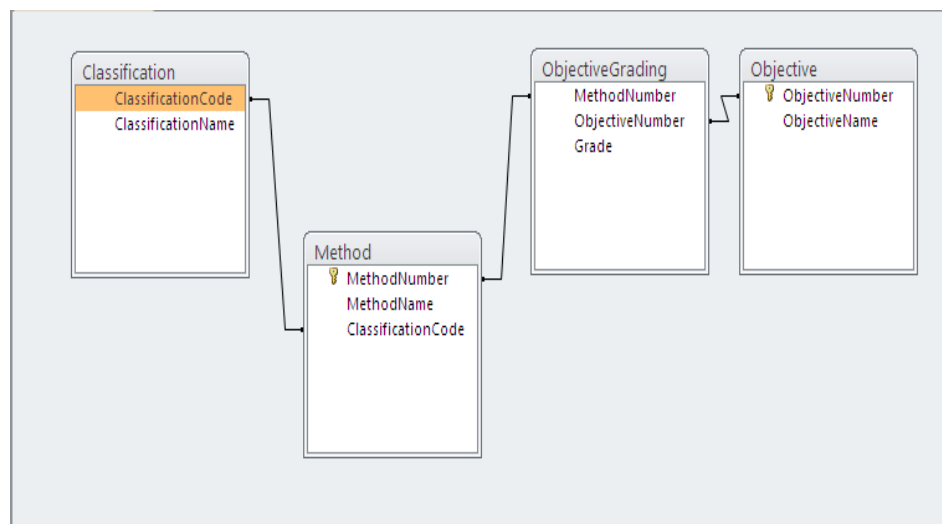 Classification
ClassificationCode
ClassificationName
Method
MethodNumber
MethodName
ClassificationCode
ObjectiveGrading
MethodNumber
ObjectiveNumber
Grade
Objective
ObjectiveNumber
ObjectiveName